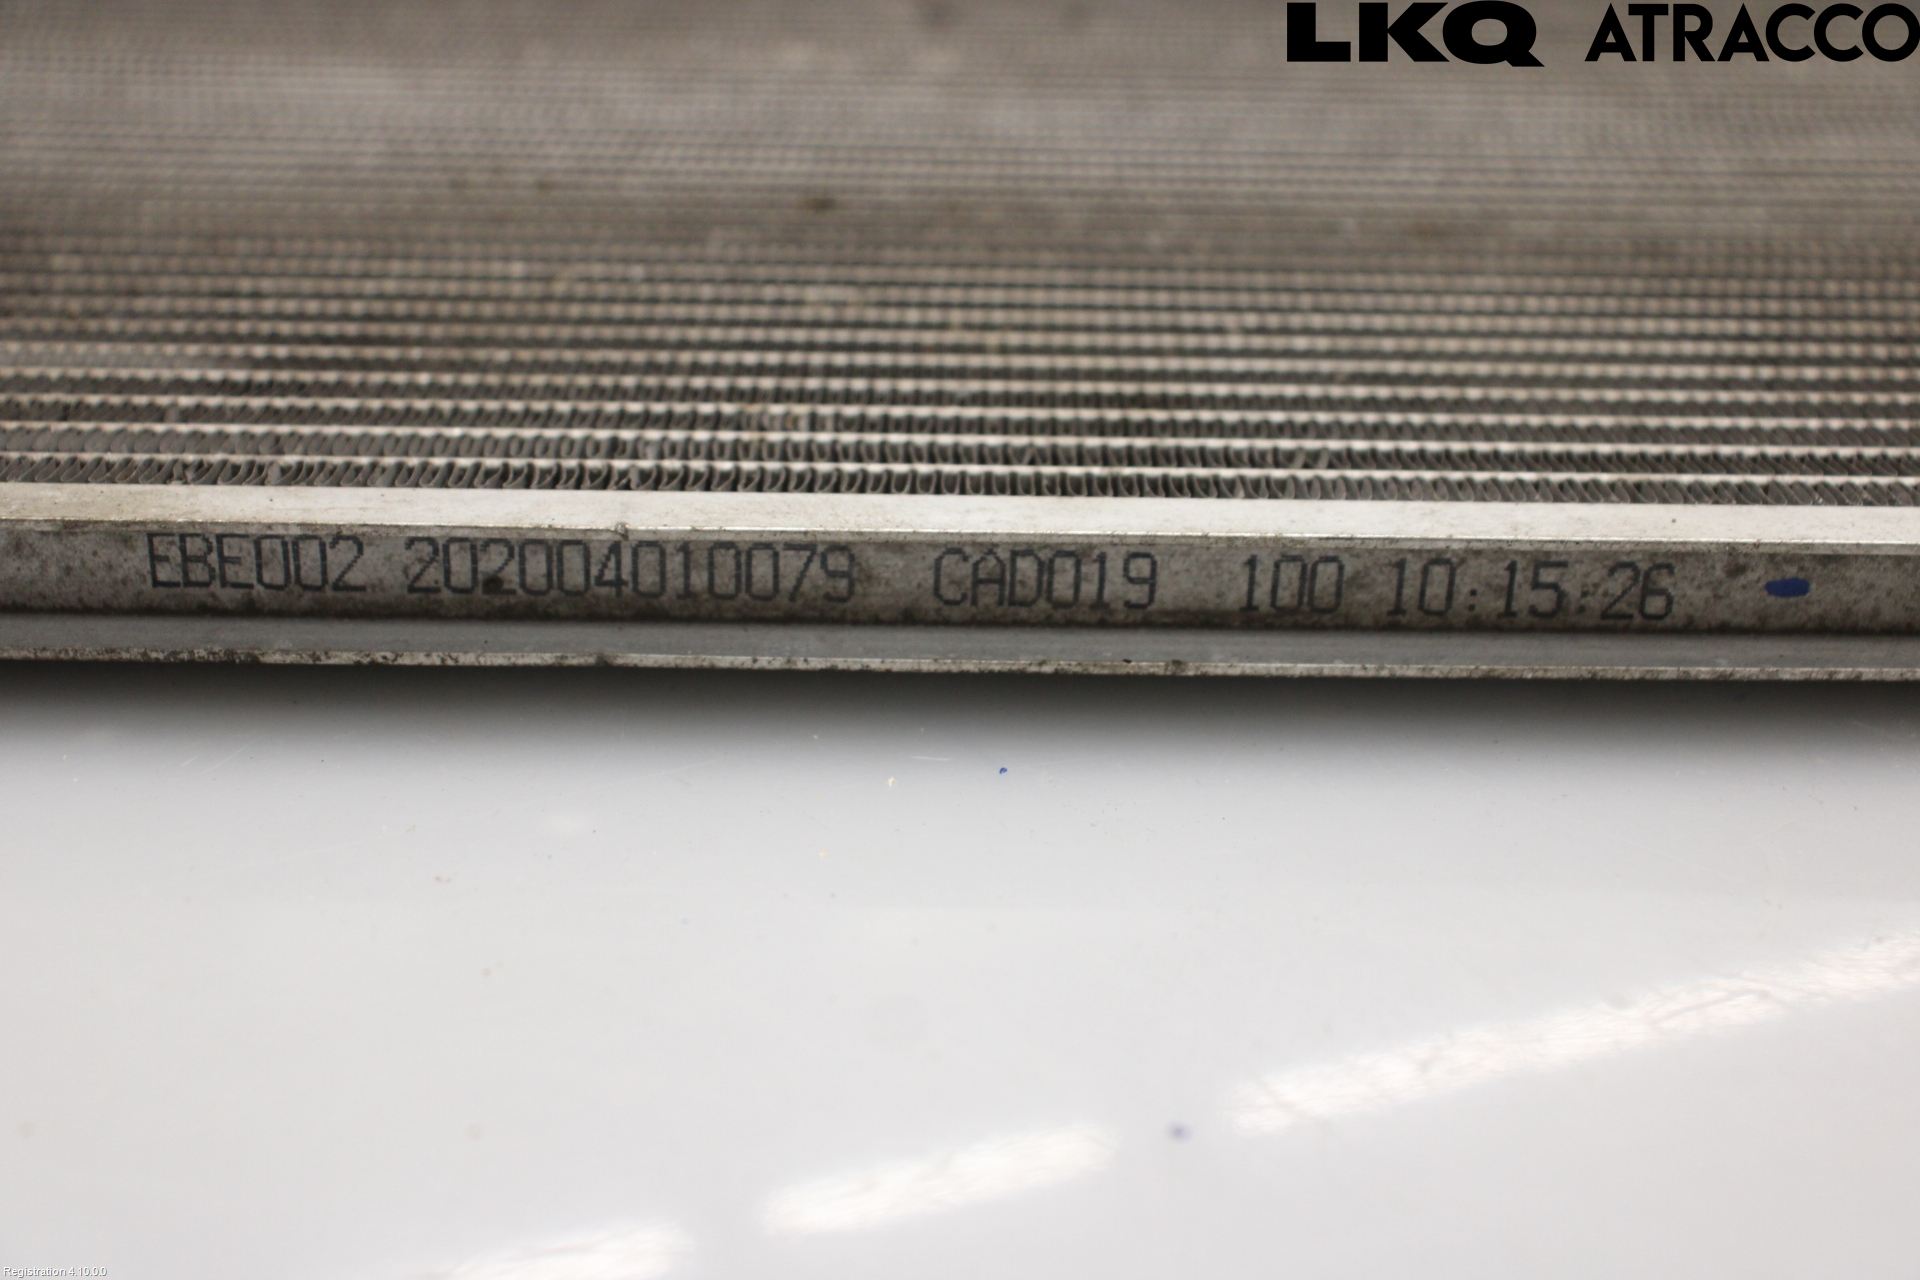 LKQ ATRACCO
EBE002 202004010079 CAD019 100 10:15:26
Registration 4.10.0.0